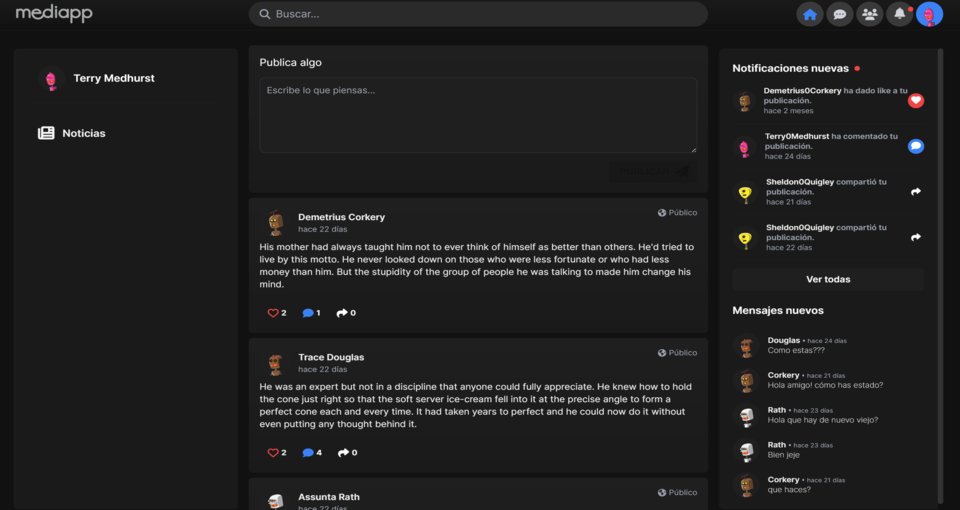 mediapp
Buscar...
Terry Medhurst
Noticias
Publica algo
Escribe lo que piensas...
PUBLICAR
Demetrius Corkery
hace 22 días
Público
His mother had always taught him not to ever think of himself as better than others. He'd tried to
live by this motto. He never looked down on those who were less fortunate or who had less
money than him. But the stupidity of the group of people he was talking to made him change his
mind.
2
1
0
Trace Douglas
hace 22 días
Público
He was an expert but not in a discipline that anyone could fully appreciate. He knew how to hold
the cone just right so that the soft server ice-cream fell into it at the precise angle to form a
perfect cone each and every time. It had taken years to perfect and he could now do it without
even putting any thought behind it.
2
4
0
Assunta Rath
hace 22 días
Público
Notificaciones nuevas
Demetrius0Corkery ha dado like a tu
publicación.
hace 2 meses
Terry0Medhurst ha comentado tu
publicación.
hace 24 días
Sheldon0Quigley compartió tu
publicación.
hace 21 días
Sheldon0Quigley compartió tu
publicación.
hace 22 días
Ver todas
Mensajes nuevos
Douglas • hace 24 días
Como estas???
Corkery • hace 21 días
Hola amigo! cómo has estado?
Rath • hace 23 días
Hola que hay de nuevo viejo?
Rath • hace 23 días
Bien jeje
Corkery • hace 21 días
que haces?